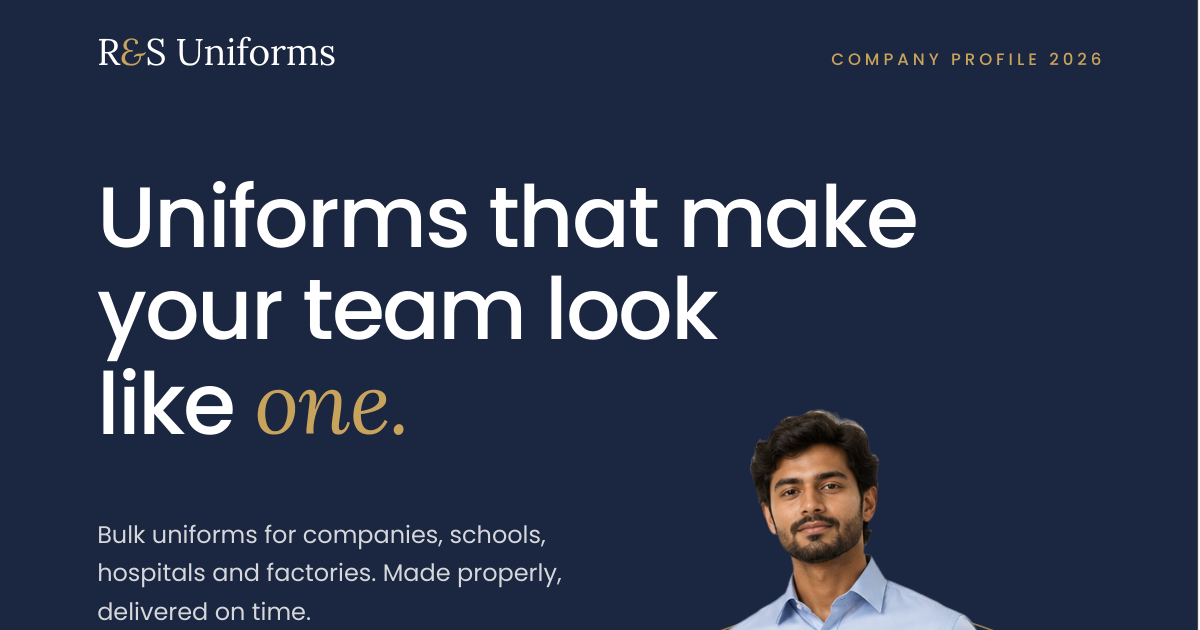 R&S Uniforms
COMPANY PROFILE 2026
Uniforms that make
your team look
like one.
Bulk uniforms for companies, schools,
hospitals and factories. Made properly,
delivered on time.